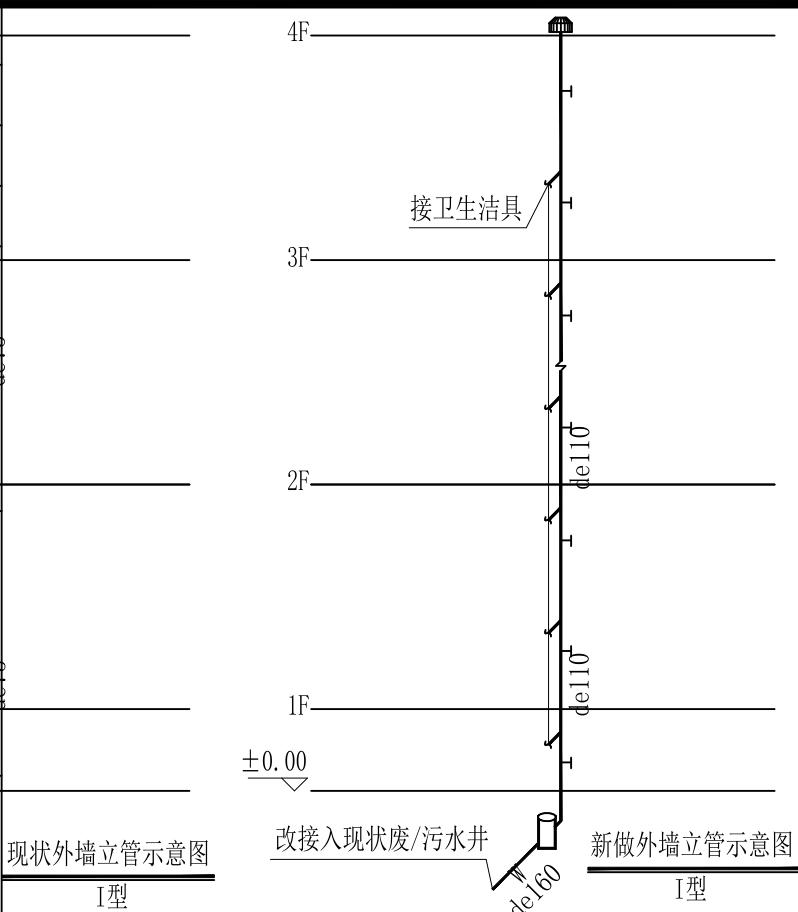 4F
接卫生洁具
3F
de110
2F
de110
1F
±0.00
改接入现状废/污水井
W
de160
现状外墙立管示意图
I型
新做外墙立管示意图
I型